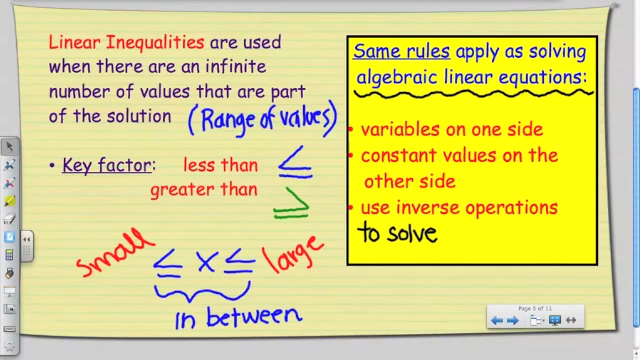 Linear Inequalities are used
when there are an infinite
number of values that are part
of the solution (Range of values)
• Key factor: less than ≤
greater than ≥
small ≤ x ≤ large
in between
Same rules apply as solving
algebraic linear equations:
• variables on one side
• constant values on the
other side
• use inverse operations
to solve
Page 5 of 11